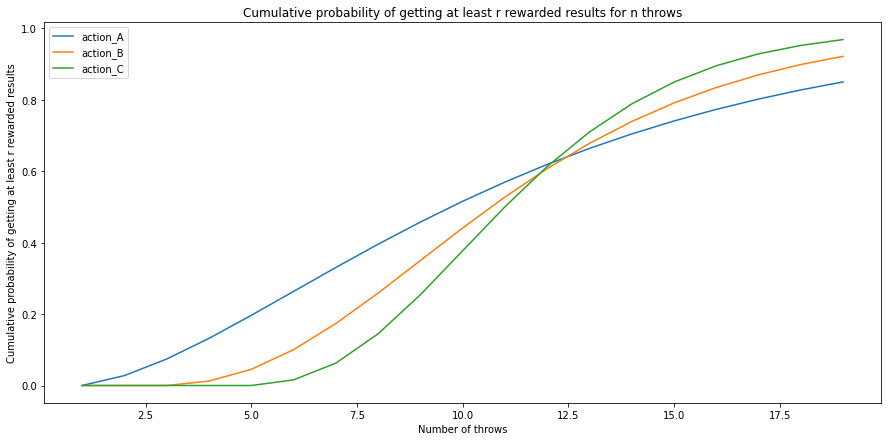 Cumulative probability of getting at least r rewarded results for n throws
action_A
action_B
action_C
Cumulative probability of getting at least r rewarded results
1.0
0.8
0.6
0.4
0.2
0.0
2.5 5.0 7.5 10.0 12.5 15.0 17.5
Number of throws